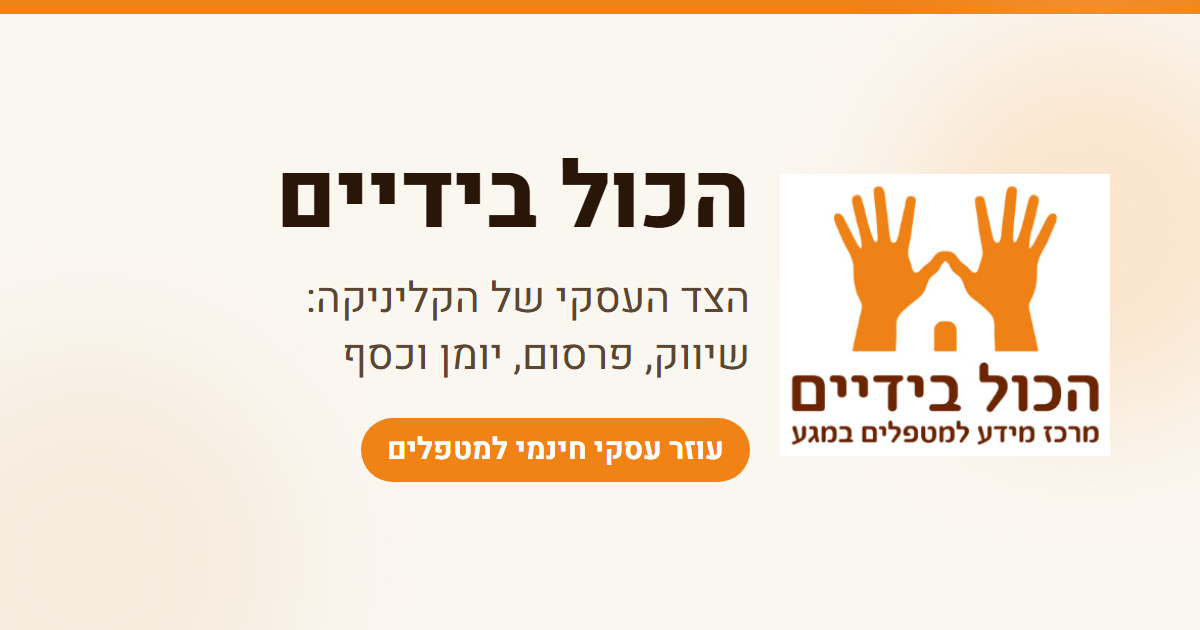 הכול בידיים
הצד העסקי של הקליניקה:
שיווק, פרסום, יומן וכסף
עוזר עסקי חינמי למטפלים
הכול בידיים
מרכז מידע למטפלים במגע